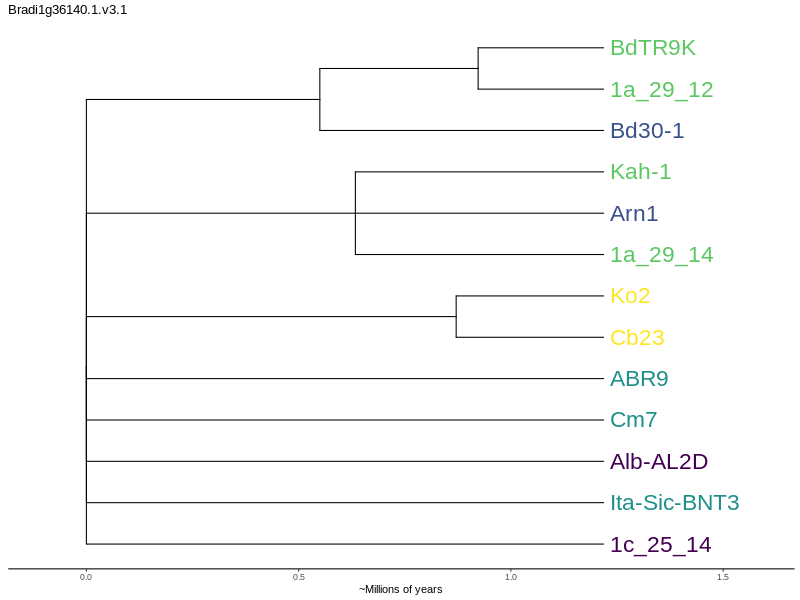 Bradi1g36140.1.v3.1
BdTR9K
1a_29_12
Bd30-1
Kah-1
Arn1
1a_29_14
Ko2
Cb23
ABR9
Cm7
Alb-AL2D
Ita-Sic-BNT3
1c_25_14
0.0 0.5 1.0 1.5
~Millions of years